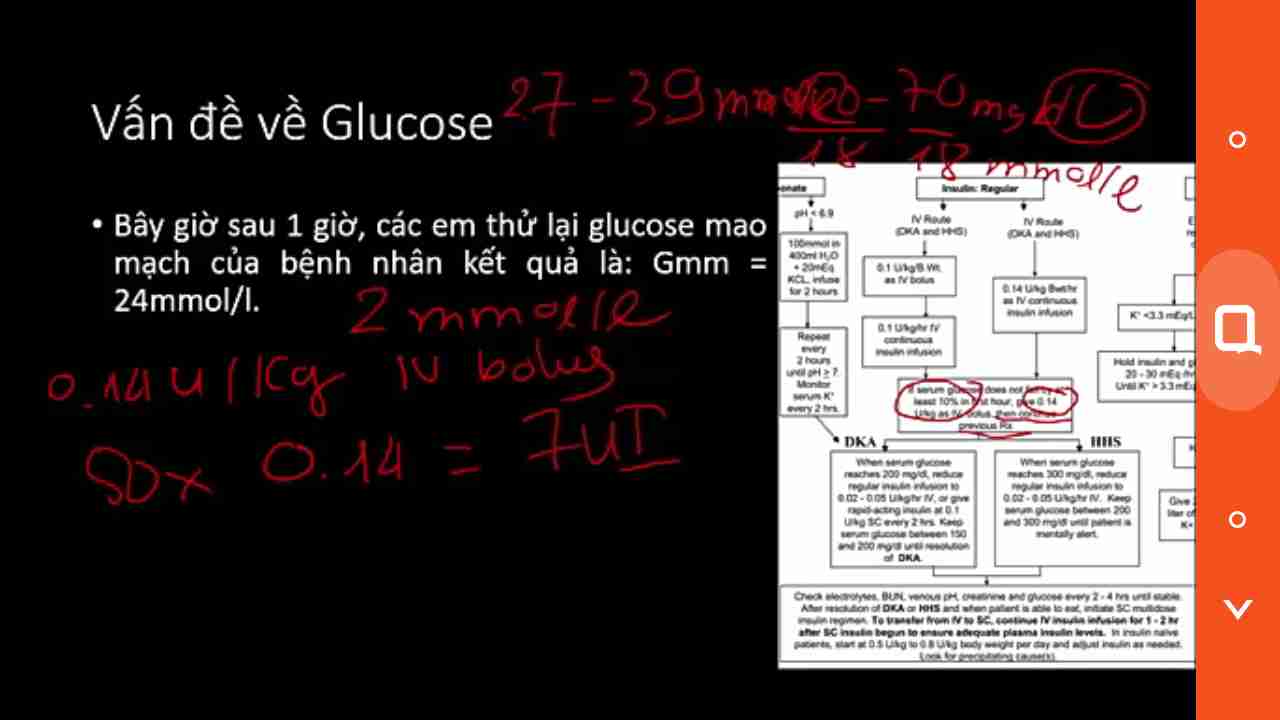 Vấn đề về Glucose
27 - 39 mmol/l
- 70 mg/dl
18 18 mmol/l
• Bây giờ sau 1 giờ, các em thử lại glucose mao
mạch của bệnh nhân kết quả là: Gmm =
24mmol/l.
2 mmol/l
0.14 U/Kg IV bolus
50 x 0.14 = 7UI
onate
pH < 6.9
100mmol in
400ml H₂O
+ 20mEq
KCL, infuse
for 2 hours
Repeat
every
2 hours
until pH ≥ 7.
Monitor
serum K⁺
every 2 hrs.
Insulin: Regular
IV Route
(DKA and HHS)
0.1 U/kg/B.Wt.
as IV bolus
0.1 U/kg/hr IV
continuous
insulin infusion
IV Route
(DKA and HHS)
0.14 U/kg Bwt/hr
as IV continuous
insulin infusion
serum glucose does not fall by at
least 10% in first hour, give 0.14
U/kg as IV bolus, then continue
previous Rx
K⁺ <3.3 mEq/L
Hold insulin and
20 - 30 mEq
Until K⁺ > 3.3 mE
Give
liter of
DKA
When serum glucose
reaches 200 mg/dl, reduce
regular insulin infusion to
0.02 - 0.05 U/kg/hr IV, or give
rapid-acting insulin at 0.1
U/kg SC every 2 hrs. Keep
serum glucose between 150
and 200 mg/dl until resolution
of DKA.
HHS
When serum glucose
reaches 300 mg/dl, reduce
regular insulin infusion to
0.02 - 0.05 U/kg/hr IV. Keep
serum glucose between 200
and 300 mg/dl until patient is
mentally alert.
Check electrolytes, BUN, venous pH, creatinine and glucose every 2 - 4 hrs until stable.
After resolution of DKA or HHS and when patient is able to eat, initiate SC multidose
insulin regimen. To transfer from IV to SC, continue IV insulin infusion for 1 - 2 hr
after SC insulin begun to ensure adequate plasma insulin levels. In insulin naive
patients, start at 0.5 U/kg to 0.8 U/kg body weight per day and adjust insulin as needed.
Look for precipitating cause(s).